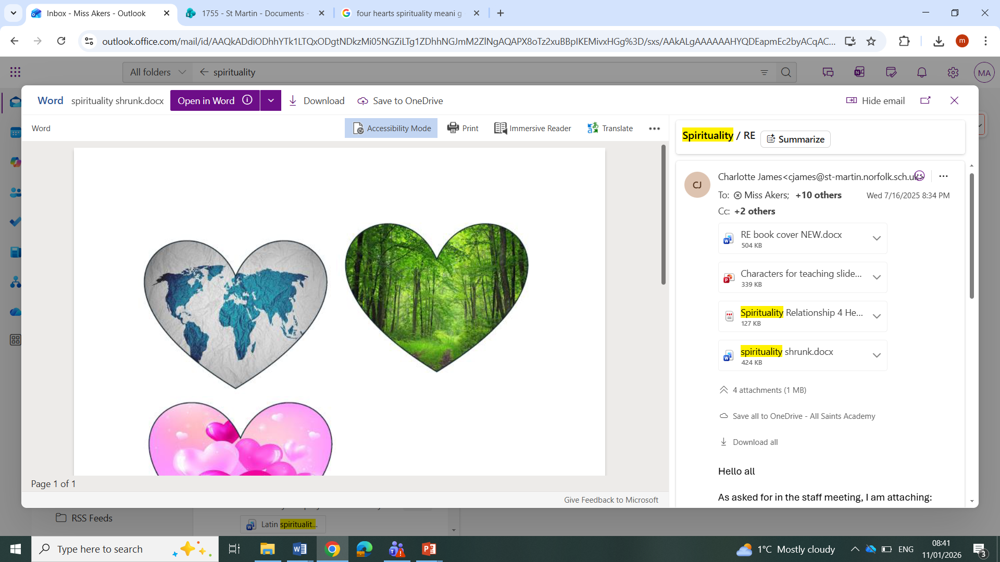 Inbox - Miss Akers - Outlook
1755 - St Martin - Documents -
four hearts spirituality meani g
outlook.office.com/mail/id/AAQkADdiODhhYTk1LTQxODgtNDkzMi05NGZiLTg1ZDhhNGJmM2ZlNgAQAPX8oTz2xuBBpIKEMivxHGg%3D/sxs/AAkALgAAAAAAHYQDEapmEc2byACqAC...
m
All folders
spirituality
MA
Word
spirituality shrunk.docx
Open in Word
Download
Save to OneDrive
Hide email
Word
Accessibility Mode
Print
Immersive Reader
Translate
Spirituality / RE
Summarize
CJ
Charlotte James<cjames@st-martin.norfolk.sch.uk>
To: Miss Akers; +10 others
Wed 7/16/2025 8:34 PM
Cc: +2 others
RE book cover NEW.docx
504 KB
Characters for teaching slide...
339 KB
Spirituality Relationship 4 He...
127 KB
spirituality shrunk.docx
424 KB
4 attachments (1 MB)
Save all to OneDrive - All Saints Academy
Download all
Hello all
As asked for in the staff meeting, I am attaching:
Page 1 of 1
Give Feedback to Microsoft
RSS Feeds
Latin spiritualit...
Type here to search
1°C Mostly cloudy
ENG
08:41
11/01/2026
3